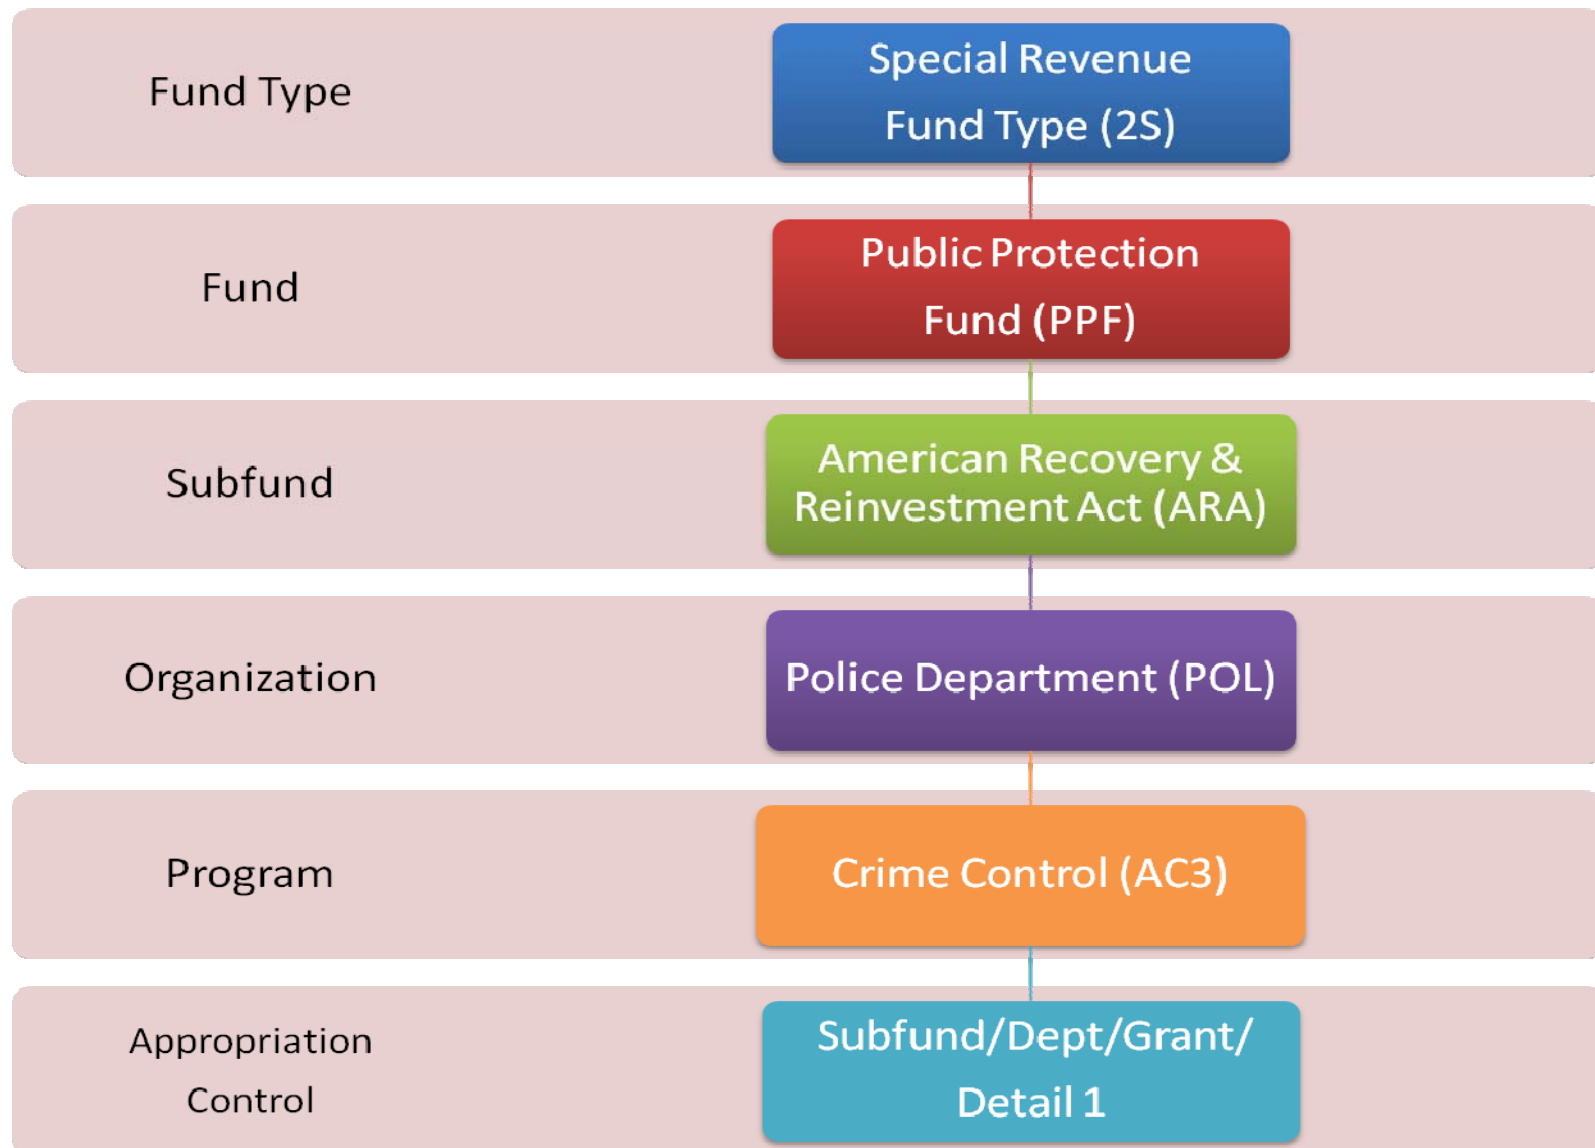 Fund Type
Special Revenue
Fund Type (2S)
Fund
Public Protection
Fund (PPF)
Subfund
American Recovery &
Reinvestment Act (ARA)
Organization
Police Department (POL)
Program
Crime Control (AC3)
Appropriation
Control
Subfund/Dept/Grant/
Detail 1